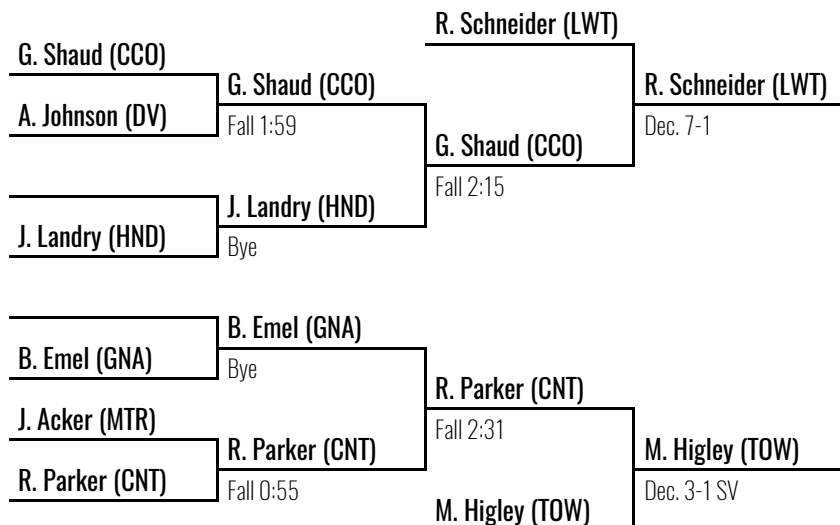 R. Schneider (LWT)
G. Shaud (CCO)
G. Shaud (CCO)
R. Schneider (LWT)
A. Johnson (DV)
Fall 1:59
Dec. 7-1
G. Shaud (CCO)
Fall 2:15
J. Landry (HND)
J. Landry (HND)
Bye
B. Emel (GNA)
B. Emel (GNA)
Bye
R. Parker (CNT)
J. Acker (MTR)
Fall 2:31
R. Parker (CNT)
M. Higley (TOW)
R. Parker (CNT)
Fall 0:55
Dec. 3-1 SV
M. Higley (TOW)